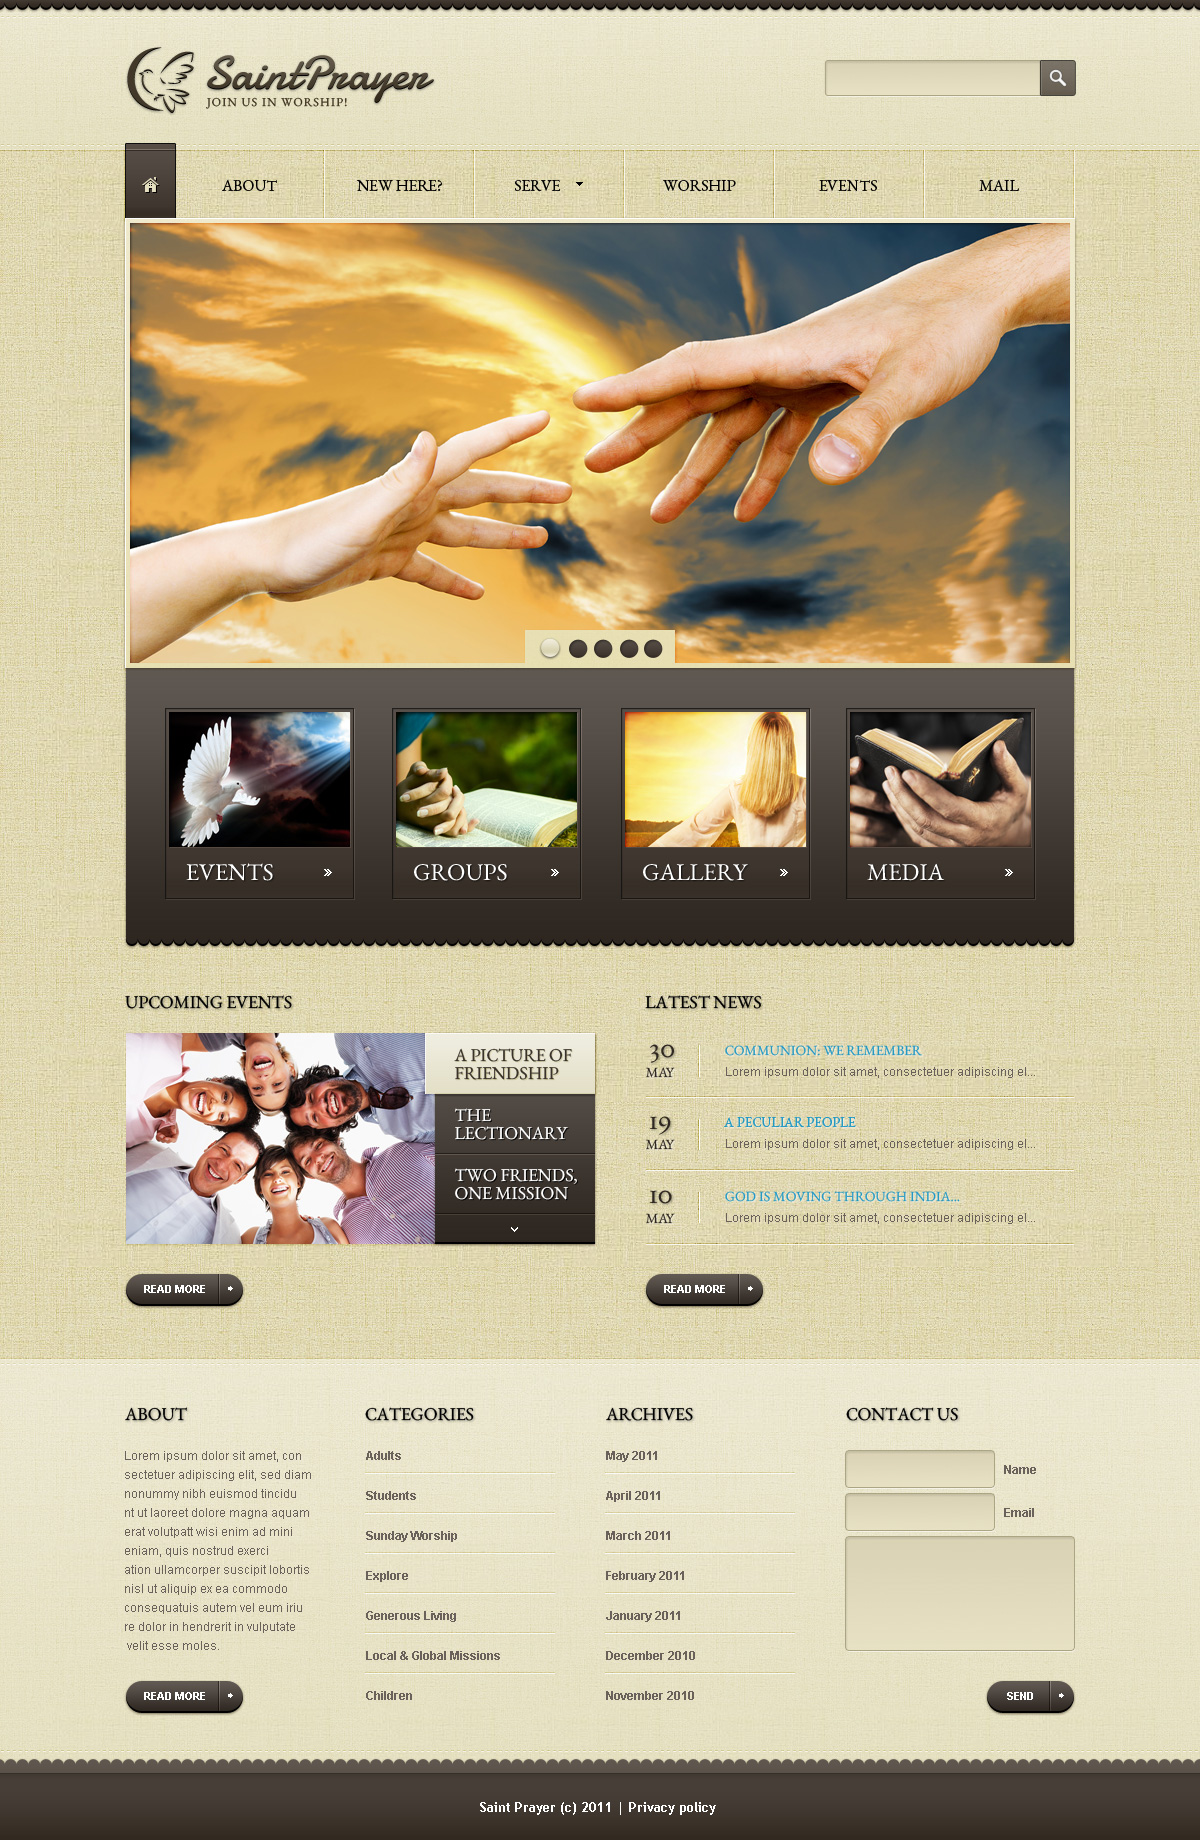 SaintPrayer
JOIN US IN WORSHIP!
ABOUT
NEW HERE?
SERVE
WORSHIP
EVENTS
MAIL
EVENTS
GROUPS
GALLERY
MEDIA
UPCOMING EVENTS
A PICTURE OF
FRIENDSHIP
THE
LECTIONARY
TWO FRIENDS,
ONE MISSION
READ MORE
LATEST NEWS
30
MAY
COMMUNION: WE REMEMBER
Lorem ipsum dolor sit amet, consectetuer adipiscing el...
19
MAY
A PECULIAR PEOPLE
Lorem ipsum dolor sit amet, consectetuer adipiscing el...
10
MAY
GOD IS MOVING THROUGH INDIA...
Lorem ipsum dolor sit amet, consectetuer adipiscing el...
READ MORE
ABOUT
Lorem ipsum dolor sit amet, con
sectetuer adipiscing elit, sed diam
nonummy nibh euismod tincidu
nt ut laoreet dolore magna aquam
erat volutpatt wisi enim ad mini
eniam, quis nostrud exerci
ation ullamcorper suscipit lobortis
nisl ut aliquip ex ea commodo
consequatuis autem vel eum iriu
re dolor in hendrerit in vulputate
velit esse moles.
READ MORE
CATEGORIES
Adults
Students
Sunday Worship
Explore
Generous Living
Local & Global Missions
Children
ARCHIVES
May 2011
April 2011
March 2011
February 2011
January 2011
December 2010
November 2010
CONTACT US
Name
Email
SEND
Saint Prayer (c) 2011 | Privacy policy